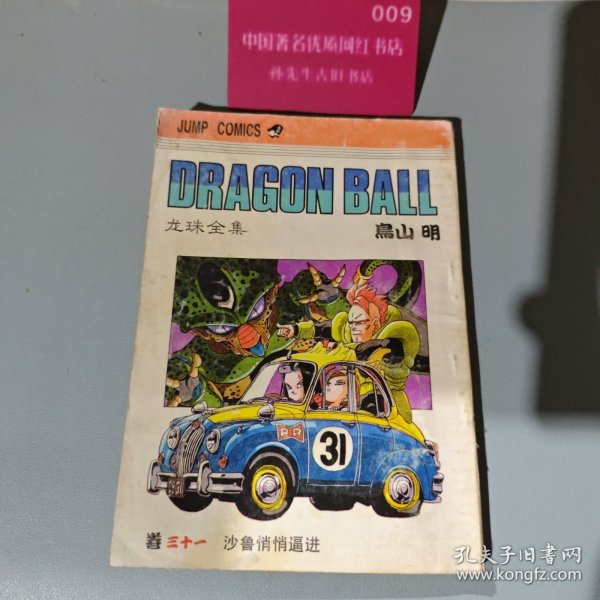 009
中国著名优质网红书店
孙先生古旧书店
JUMP COMICS
DRAGON BALL
龙珠全集
鳥山 明
RR
31
卷三十一 沙鲁悄悄逼进
孔夫子旧书网
www.kongfz.com